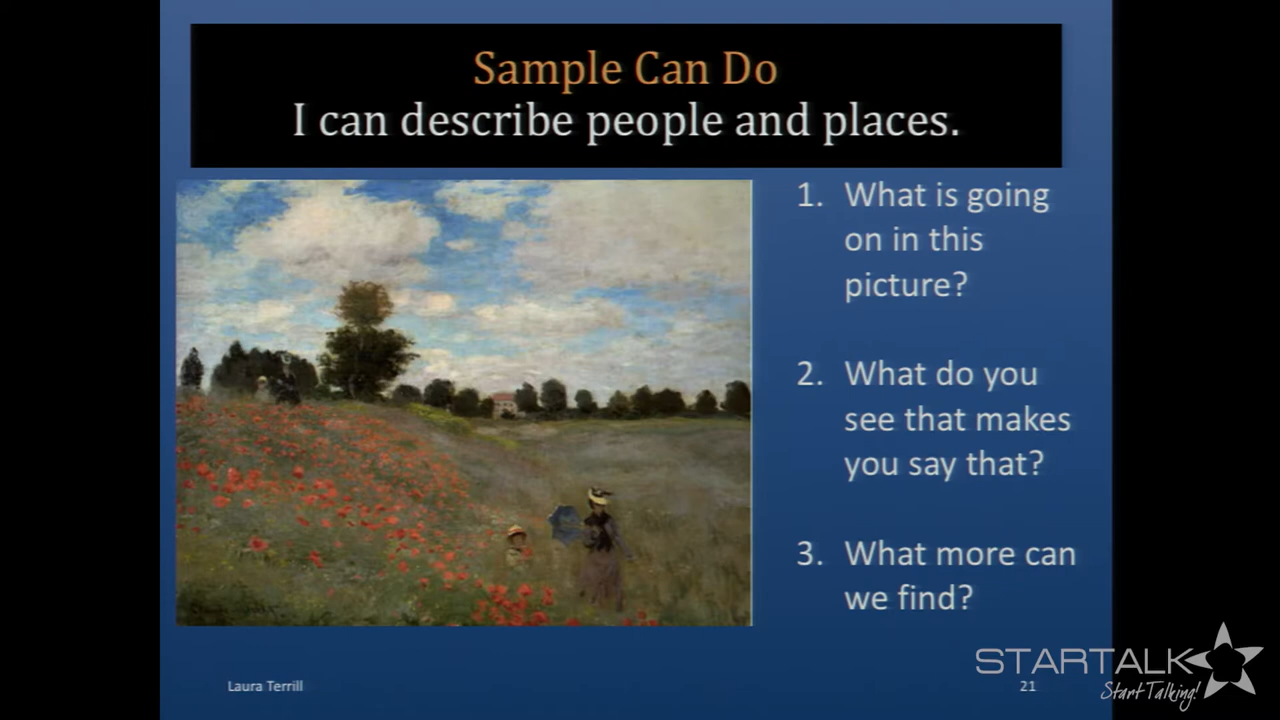 Sample Can Do
I can describe people and places.
1. What is going
on in this
picture?
2. What do you
see that makes
you say that?
3. What more can
we find?
Laura Terrill
21
STARTALK
Start Talking!